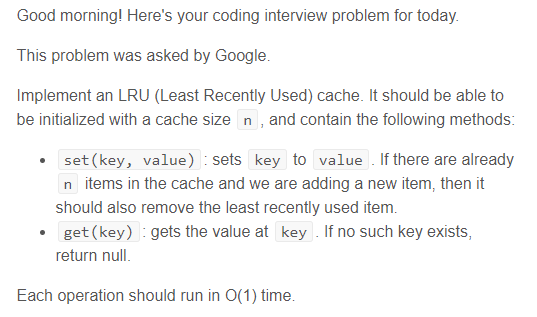 Good morning! Here's your coding interview problem for today.
This problem was asked by Google.
Implement an LRU (Least Recently Used) cache. It should be able to
be initialized with a cache size n , and contain the following methods:
• set(key, value) : sets key to value . If there are already
n items in the cache and we are adding a new item, then it
should also remove the least recently used item.
• get(key) : gets the value at key . If no such key exists,
return null.
Each operation should run in O(1) time.